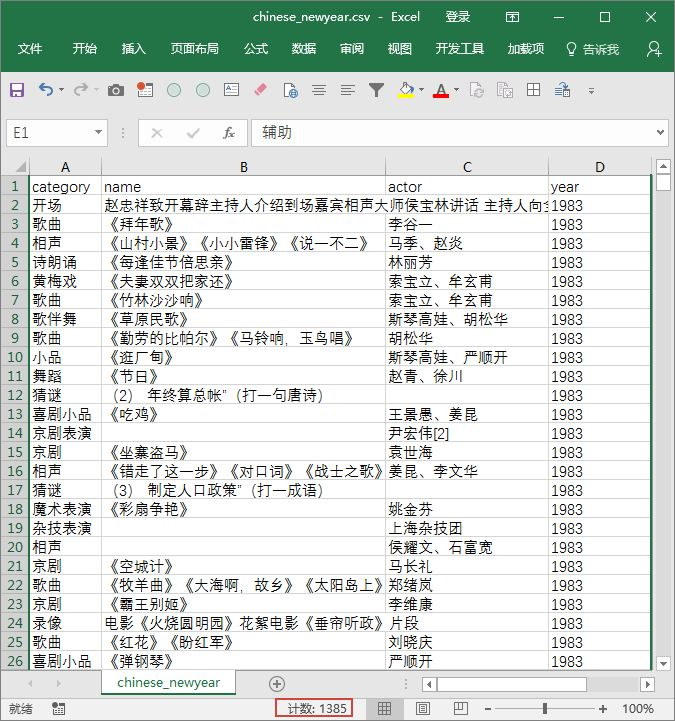 chinese_newyear.csv - Excel 登录
文件 开始 插入 页面布局 公式 数据 审阅 视图 开发工具 加载项 告诉我
E1 fx 辅助
A B C D
1 category name actor year
2 开场 赵忠祥致开幕辞主持人介绍到场嘉宾相声大师侯宝林讲话 主持人向全 1983
3 歌曲 《拜年歌》 李谷一 1983
4 相声 《山村小景》《小小雷锋》《说一不二》 马季、赵炎 1983
5 诗朗诵 《每逢佳节倍思亲》 林丽芳 1983
6 黄梅戏 《夫妻双双把家还》 索宝立、牟玄甫 1983
7 歌曲 《竹林沙沙响》 索宝立、牟玄甫 1983
8 歌伴舞 《草原民歌》 斯琴高娃、胡松华 1983
9 歌曲 《勤劳的比帕尔》《马铃响，玉鸟唱》 胡松华 1983
10 小品 《逛厂甸》 斯琴高娃、严顺开 1983
11 舞蹈 《节日》 赵青、徐川 1983
12 猜谜 （2） 年终算总帐”（打一句唐诗） 1983
13 喜剧小品 《吃鸡》 王景愚、姜昆 1983
14 京剧表演 尹宏伟[2] 1983
15 京剧 《坐寨盗马》 袁世海 1983
16 相声 《错走了这一步》《对口词》《战士之歌》 姜昆、李文华 1983
17 猜谜 （3） 制定人口政策”（打一成语） 1983
18 魔术表演 《彩扇争艳》 姚金芬 1983
19 杂技表演 上海杂技团 1983
20 相声 侯耀文、石富宽 1983
21 京剧 《空城计》 马长礼 1983
22 歌曲 《牧羊曲》《大海啊，故乡》《太阳岛上》 郑绪岚 1983
23 京剧 《霸王别姬》 李维康 1983
24 录像 电影《火烧圆明园》花絮电影《垂帘听政》片段 1983
25 歌曲 《红花》《盼红军》 刘晓庆 1983
26 喜剧小品 《弹钢琴》 严顺开 1983
chinese_newyear
就绪 计数: 1385 100%